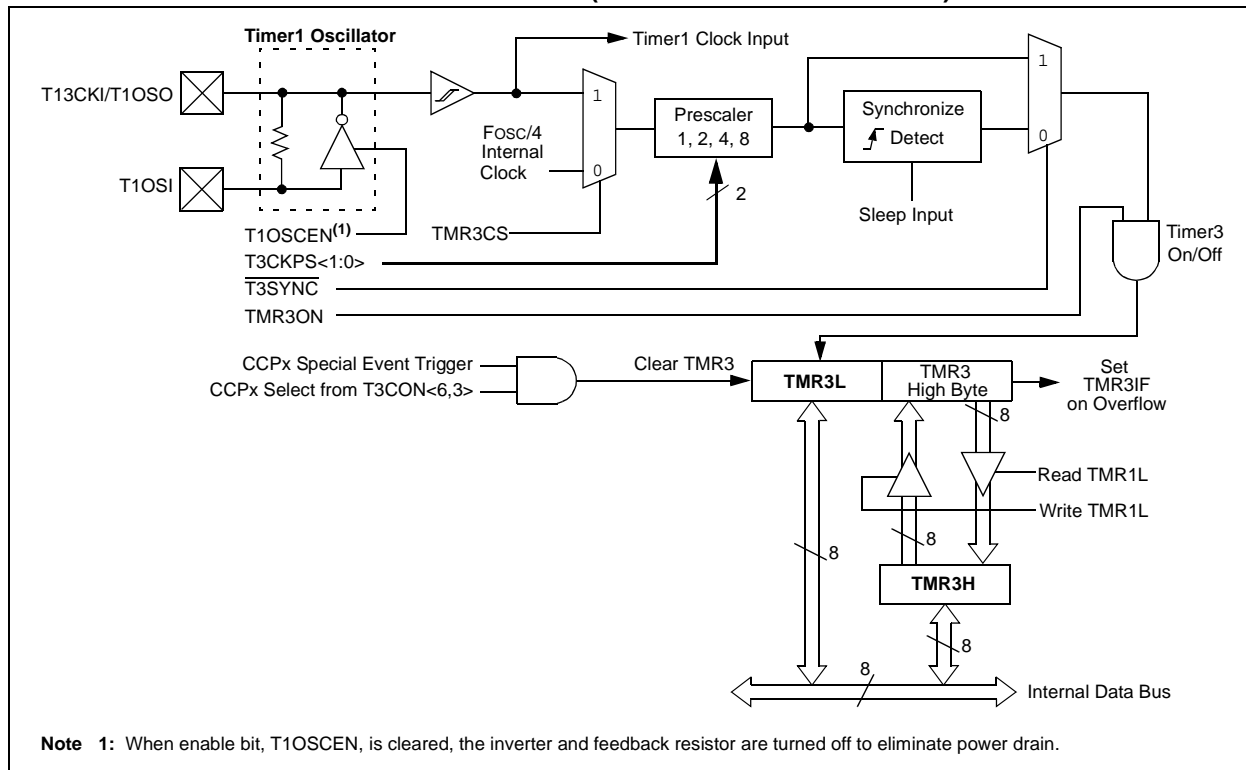 Timer1 Oscillator
Timer1 Clock Input
T13CKI/T1OSO
T1OSI
1
FOSC/4
Internal
Clock
0
Prescaler
1, 2, 4, 8
2
Synchronize
Detect
Sleep Input
1
0
T1OSCEN(1)
TMR3CS
T3CKPS<1:0>
T3SYNC
TMR3ON
Timer3
On/Off
CCPx Special Event Trigger
CCPx Select from T3CON<6,3>
Clear TMR3
TMR3L
TMR3
High Byte
Set
TMR3IF
on Overflow
8
Read TMR1L
Write TMR1L
8
8
TMR3H
8
8
Internal Data Bus
Note 1: When enable bit, T1OSCEN, is cleared, the inverter and feedback resistor are turned off to eliminate power drain.